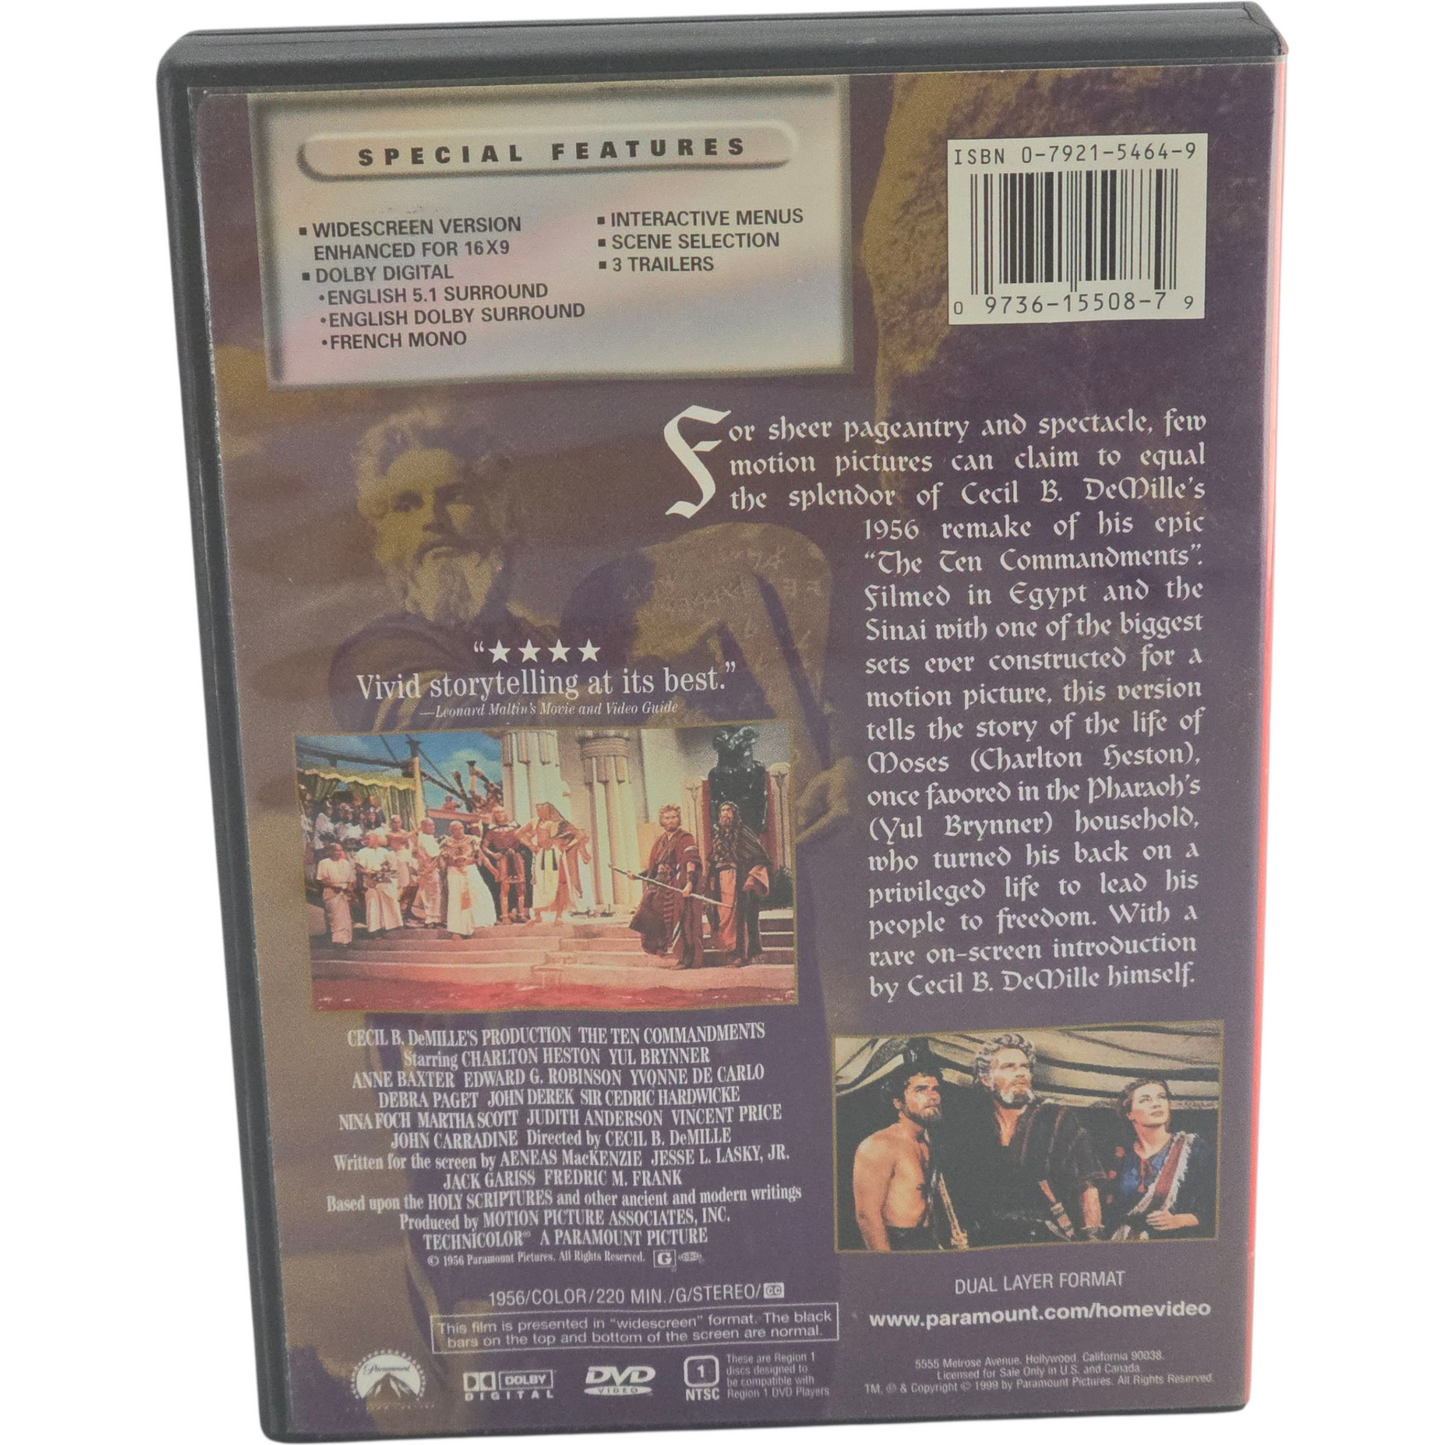 SPECIAL FEATURES
▪ WIDESCREEN VERSION
ENHANCED FOR 16X9
▪ DOLBY DIGITAL
•ENGLISH 5.1 SURROUND
•ENGLISH DOLBY SURROUND
•FRENCH MONO
▪ INTERACTIVE MENUS
▪ SCENE SELECTION
▪ 3 TRAILERS
ISBN 0-7921-5464-9
0 9736-15508-7 9
For sheer pageantry and spectacle, few
motion pictures can claim to equal
the splendor of Cecil B. DeMille's
1956 remake of his epic
“The Ten Commandments”.
Filmed in Egypt and the
Sinai with one of the biggest
sets ever constructed for a
motion picture, this version
tells the story of the life of
Moses (Charlton Heston),
once favored in the Pharaoh's
(Yul Brynner) household,
who turned his back on a
privileged life to lead his
people to freedom. With a
rare on-screen introduction
by Cecil B. DeMille himself.
“★★★★
Vivid storytelling at its best.”
—Leonard Maltin's Movie and Video Guide
CECIL B. DeMILLE'S PRODUCTION THE TEN COMMANDMENTS
Starring CHARLTON HESTON YUL BRYNNER
ANNE BAXTER EDWARD G. ROBINSON YVONNE DE CARLO
DEBRA PAGET JOHN DEREK SIR CEDRIC HARDWICKE
NINA FOCH MARTHA SCOTT JUDITH ANDERSON VINCENT PRICE
JOHN CARRADINE Directed by CECIL B. DeMILLE
Written for the screen by AENEAS MacKENZIE JESSE L. LASKY, JR.
JACK GARISS FREDRIC M. FRANK
Based upon the HOLY SCRIPTURES and other ancient and modern writings
Produced by MOTION PICTURE ASSOCIATES, INC.
TECHNICOLOR® A PARAMOUNT PICTURE
© 1956 Paramount Pictures. All Rights Reserved. G
1956/COLOR/220 MIN./G/STEREO/CC
This film is presented in "widescreen" format. The black
bars on the top and bottom of the screen are normal.
DUAL LAYER FORMAT
www.paramount.com/homevideo
Paramount
DOLBY
DIGITAL
DVD
VIDEO
1
NTSC
These are Region 1
discs designed to
be compatible with
Region 1 DVD Players
5555 Melrose Avenue, Hollywood, California 90038.
Licensed for Sale Only in U.S. and Canada.
TM, ® & Copyright © 1999 by Paramount Pictures. All Rights Reserved.